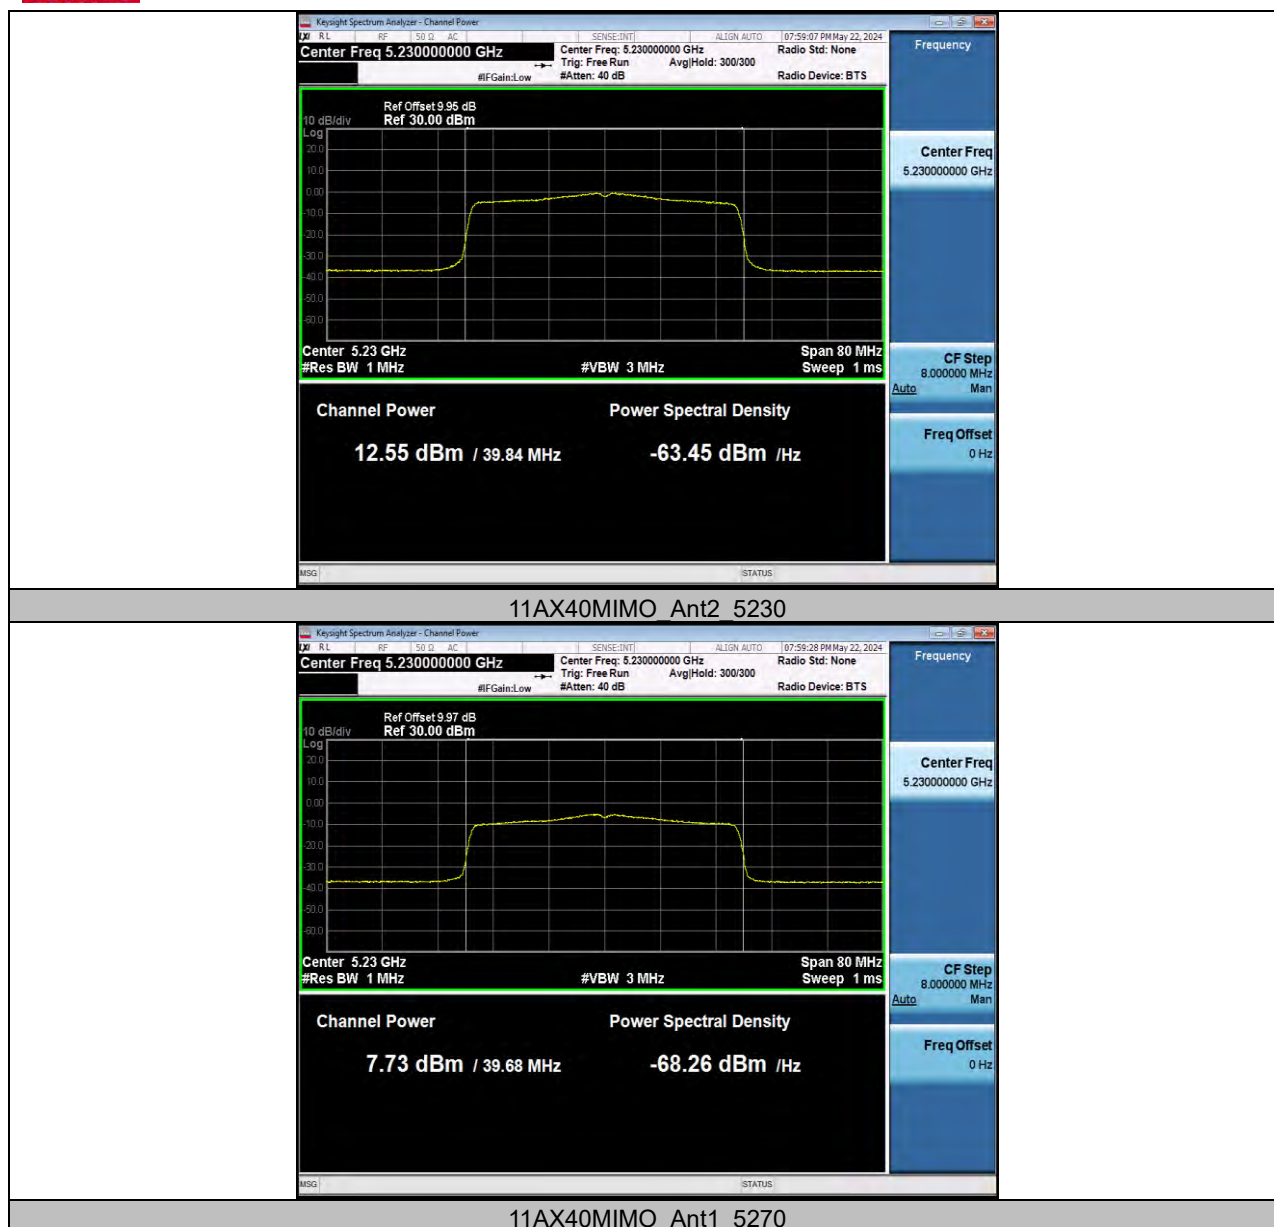 Keysight Spectrum Analyzer - Channel Power
LXI RL RF 50 Ω AC SENSE:INT ALIGN AUTO 07:59:07 PM May 22, 2024
Center Freq 5.230000000 GHz
Center Freq: 5.230000000 GHz Radio Std: None
Trig: Free Run Avg|Hold: 300/300
#IFGain:Low #Atten: 40 dB Radio Device: BTS
Frequency
Ref Offset 9.95 dB
10 dB/div Ref 30.00 dBm
Log
20.0
10.0
0.00
-10.0
-20.0
-30.0
-40.0
-50.0
-60.0
Center 5.23 GHz Span 80 MHz
#Res BW 1 MHz #VBW 3 MHz Sweep 1 ms
Center Freq
5.230000000 GHz
CF Step
8.000000 MHz
Auto Man
Freq Offset
0 Hz
Channel Power Power Spectral Density
12.55 dBm / 39.84 MHz -63.45 dBm /Hz
MSG STATUS
11AX40MIMO_Ant2_5230
Keysight Spectrum Analyzer - Channel Power
LXI RL RF 50 Ω AC SENSE:INT ALIGN AUTO 07:59:28 PM May 22, 2024
Center Freq 5.230000000 GHz
Center Freq: 5.230000000 GHz Radio Std: None
Trig: Free Run Avg|Hold: 300/300
#IFGain:Low #Atten: 40 dB Radio Device: BTS
Frequency
Ref Offset 9.97 dB
10 dB/div Ref 30.00 dBm
Log
20.0
10.0
0.00
-10.0
-20.0
-30.0
-40.0
-50.0
-60.0
Center 5.23 GHz Span 80 MHz
#Res BW 1 MHz #VBW 3 MHz Sweep 1 ms
Center Freq
5.230000000 GHz
CF Step
8.000000 MHz
Auto Man
Freq Offset
0 Hz
Channel Power Power Spectral Density
7.73 dBm / 39.68 MHz -68.26 dBm /Hz
MSG STATUS
11AX40MIMO_Ant1_5270